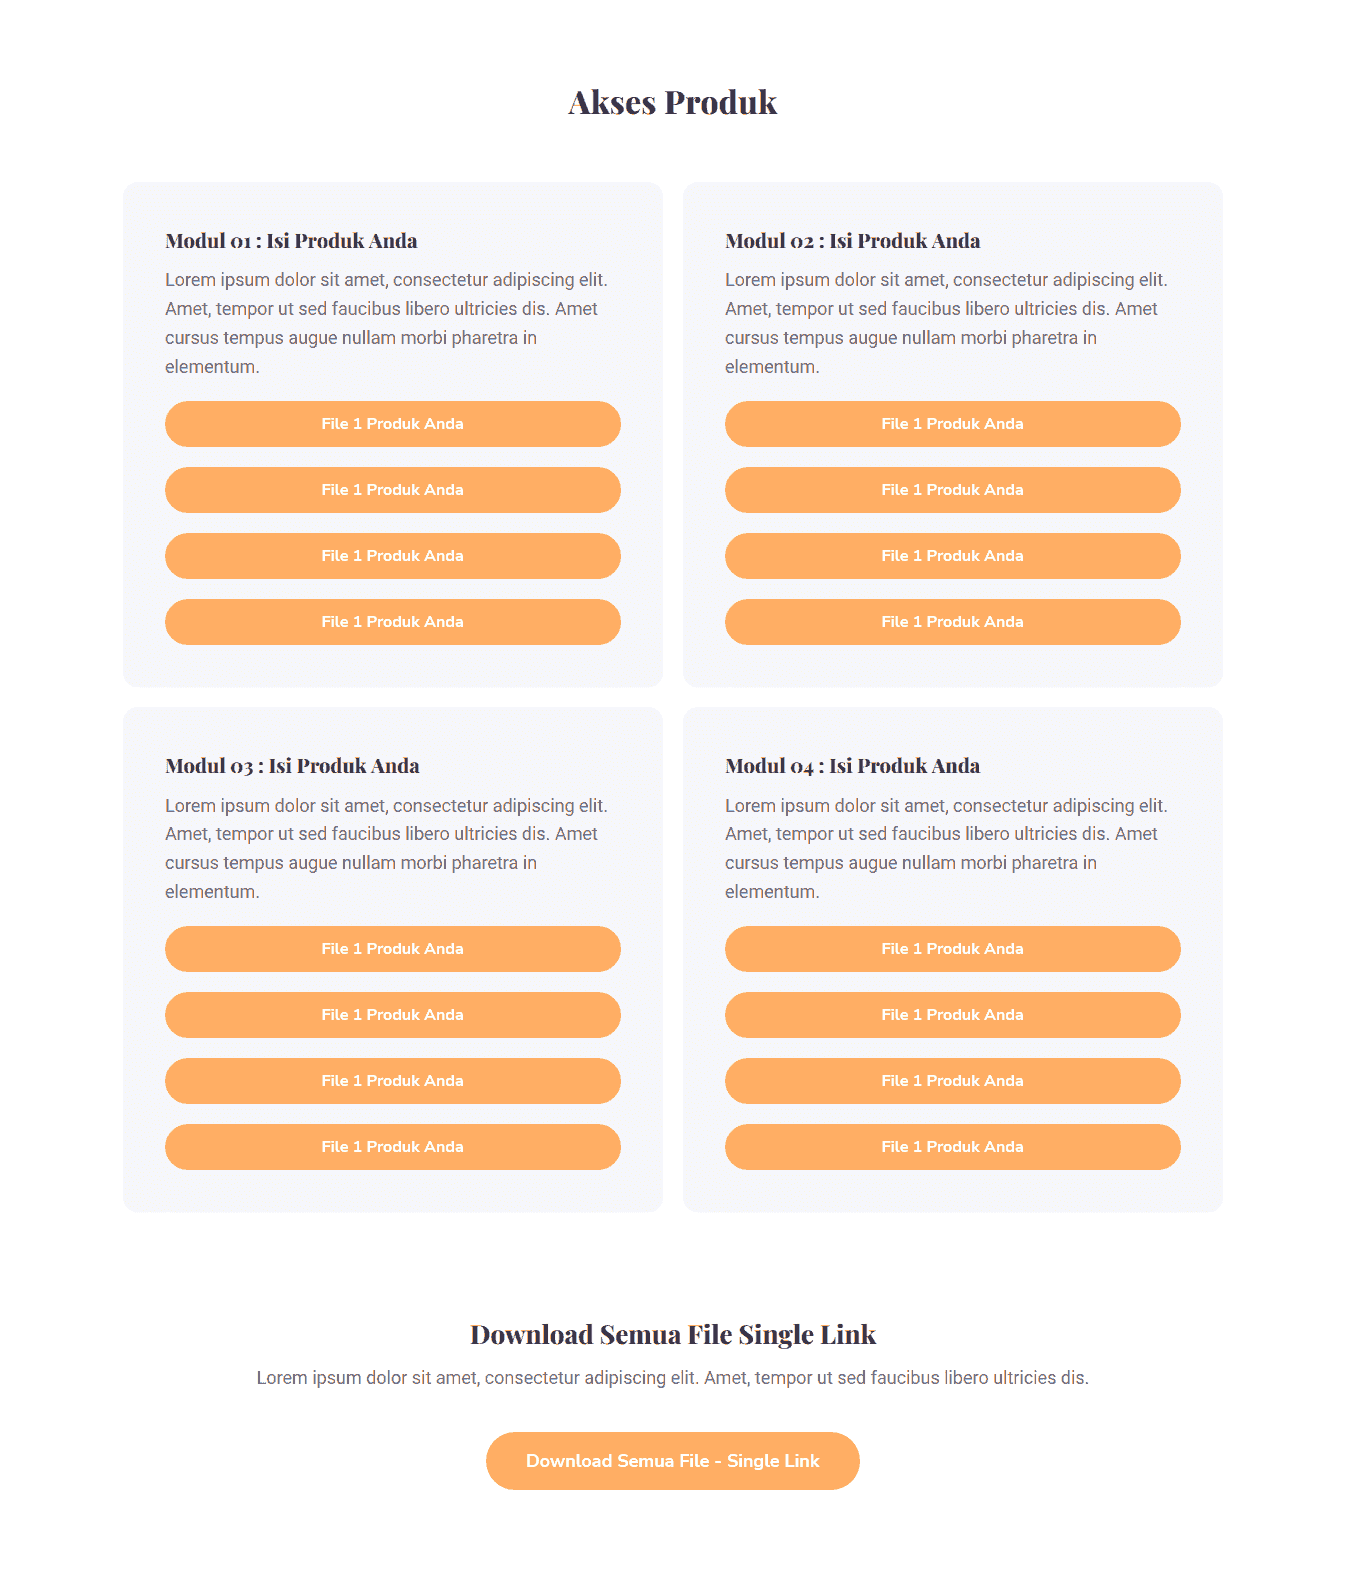 Akses Produk
Modul 01 : Isi Produk Anda
Lorem ipsum dolor sit amet, consectetur adipiscing elit.
Amet, tempor ut sed faucibus libero ultricies dis. Amet
cursus tempus augue nullam morbi pharetra in
elementum.
File 1 Produk Anda
File 1 Produk Anda
File 1 Produk Anda
File 1 Produk Anda
Modul 02 : Isi Produk Anda
Lorem ipsum dolor sit amet, consectetur adipiscing elit.
Amet, tempor ut sed faucibus libero ultricies dis. Amet
cursus tempus augue nullam morbi pharetra in
elementum.
File 1 Produk Anda
File 1 Produk Anda
File 1 Produk Anda
File 1 Produk Anda
Modul 03 : Isi Produk Anda
Lorem ipsum dolor sit amet, consectetur adipiscing elit.
Amet, tempor ut sed faucibus libero ultricies dis. Amet
cursus tempus augue nullam morbi pharetra in
elementum.
File 1 Produk Anda
File 1 Produk Anda
File 1 Produk Anda
File 1 Produk Anda
Modul 04 : Isi Produk Anda
Lorem ipsum dolor sit amet, consectetur adipiscing elit.
Amet, tempor ut sed faucibus libero ultricies dis. Amet
cursus tempus augue nullam morbi pharetra in
elementum.
File 1 Produk Anda
File 1 Produk Anda
File 1 Produk Anda
File 1 Produk Anda
Download Semua File Single Link
Lorem ipsum dolor sit amet, consectetur adipiscing elit. Amet, tempor ut sed faucibus libero ultricies dis.
Download Semua File - Single Link